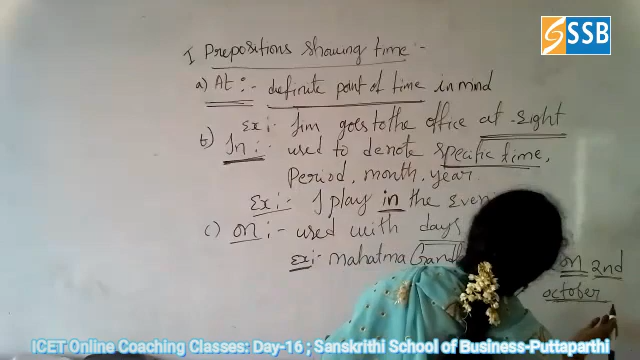 SSB
I Prepositions showing time:-
a) At:- definite point of time in mind
Ex:- Jim goes to the office at eight
b) In:- used to denote specific time,
Period, month, year.
Ex:- I play in the Even
c) on:- used with days
Ex:- mahatma Gandh on 2nd
october
ICET Online Coaching Classes: Day-16 ; Sanskrithi School of Business-Puttaparthi